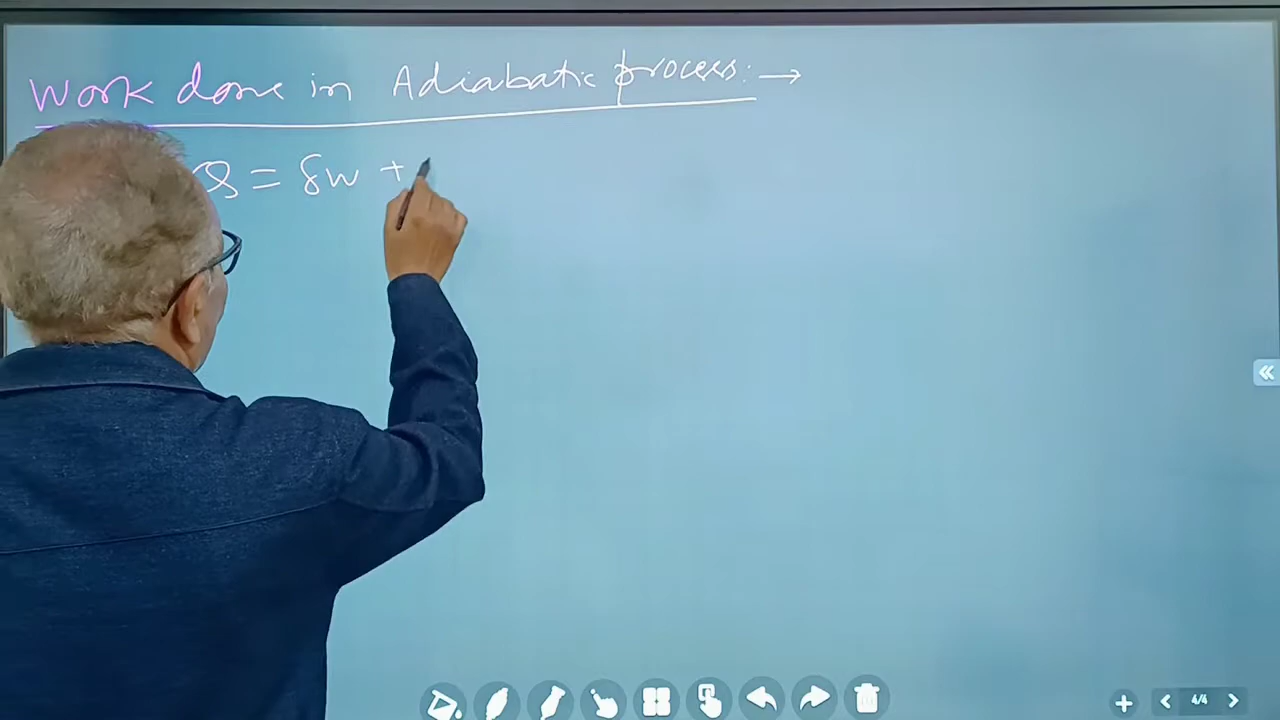 Work done in Adiabatic process:→
Q = δw +
4/4